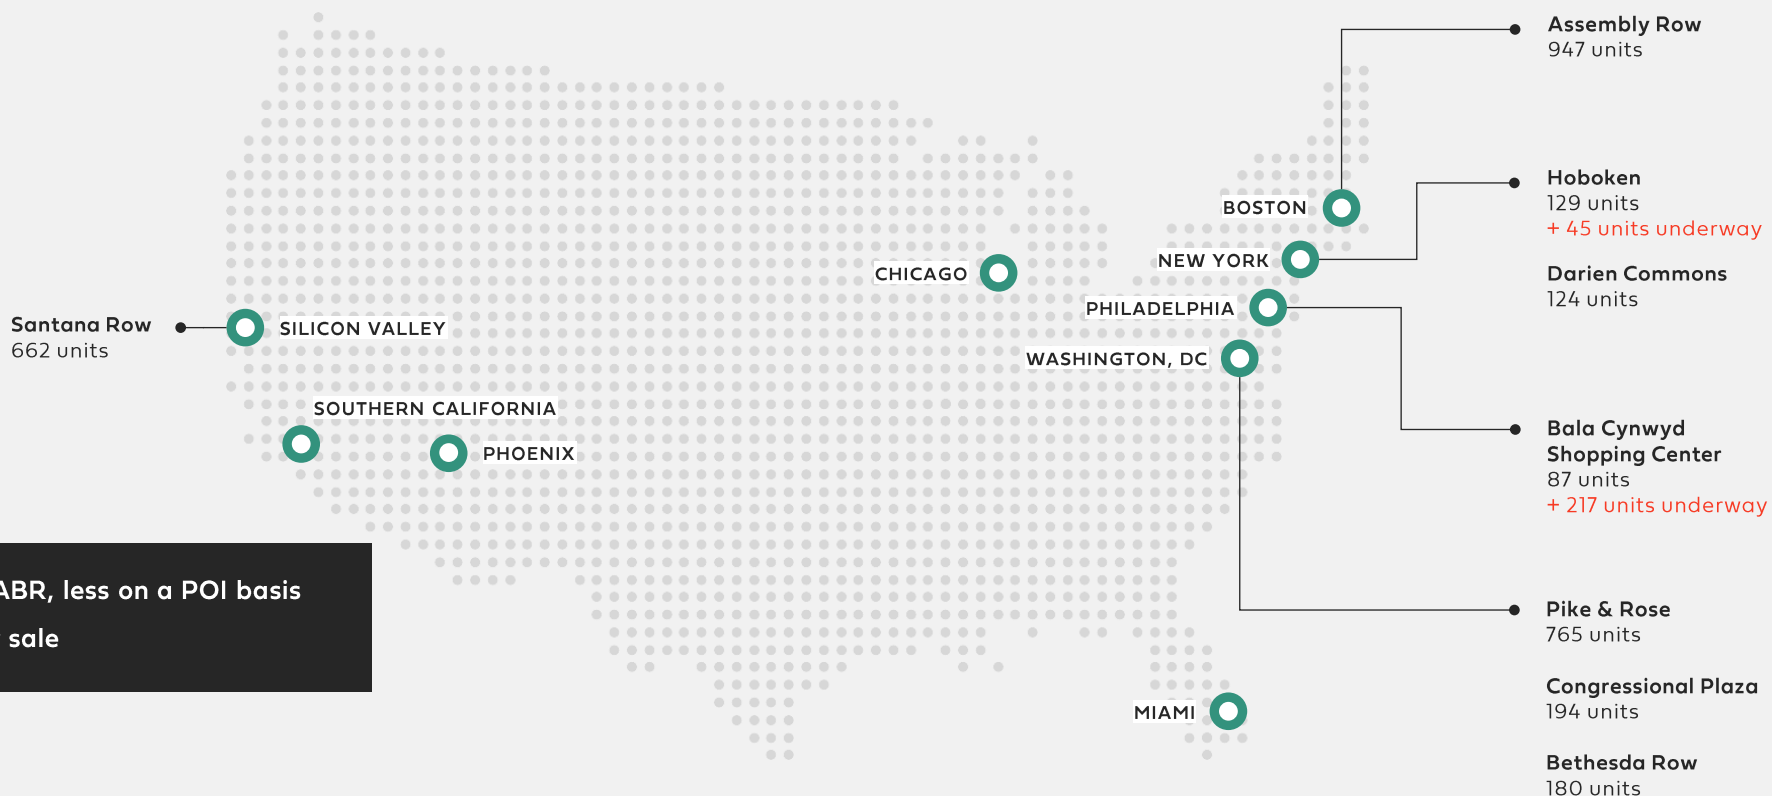 Assembly Row
947 units
Hoboken
129 units
+ 45 units underway
Darien Commons
124 units
BOSTON
NEW YORK
CHICAGO
PHILADELPHIA
WASHINGTON, DC
Santana Row
662 units
SILICON VALLEY
SOUTHERN CALIFORNIA
PHOENIX
Bala Cynwyd
Shopping Center
87 units
+ 217 units underway
ABR, less on a POI basis
sale
Pike & Rose
765 units
Congressional Plaza
194 units
MIAMI
Bethesda Row
180 units